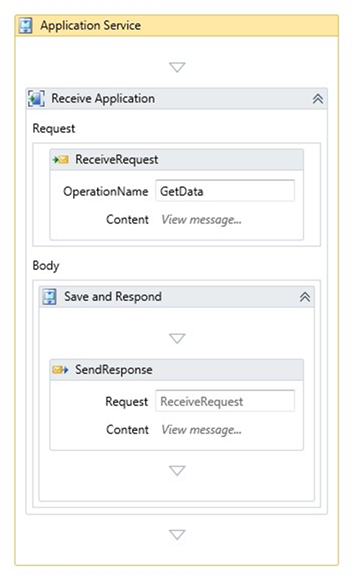 Application Service
Receive Application
Request
ReceiveRequest
OperationName GetData
Content View message...
Body
Save and Respond
SendResponse
Request ReceiveRequest
Content View message...